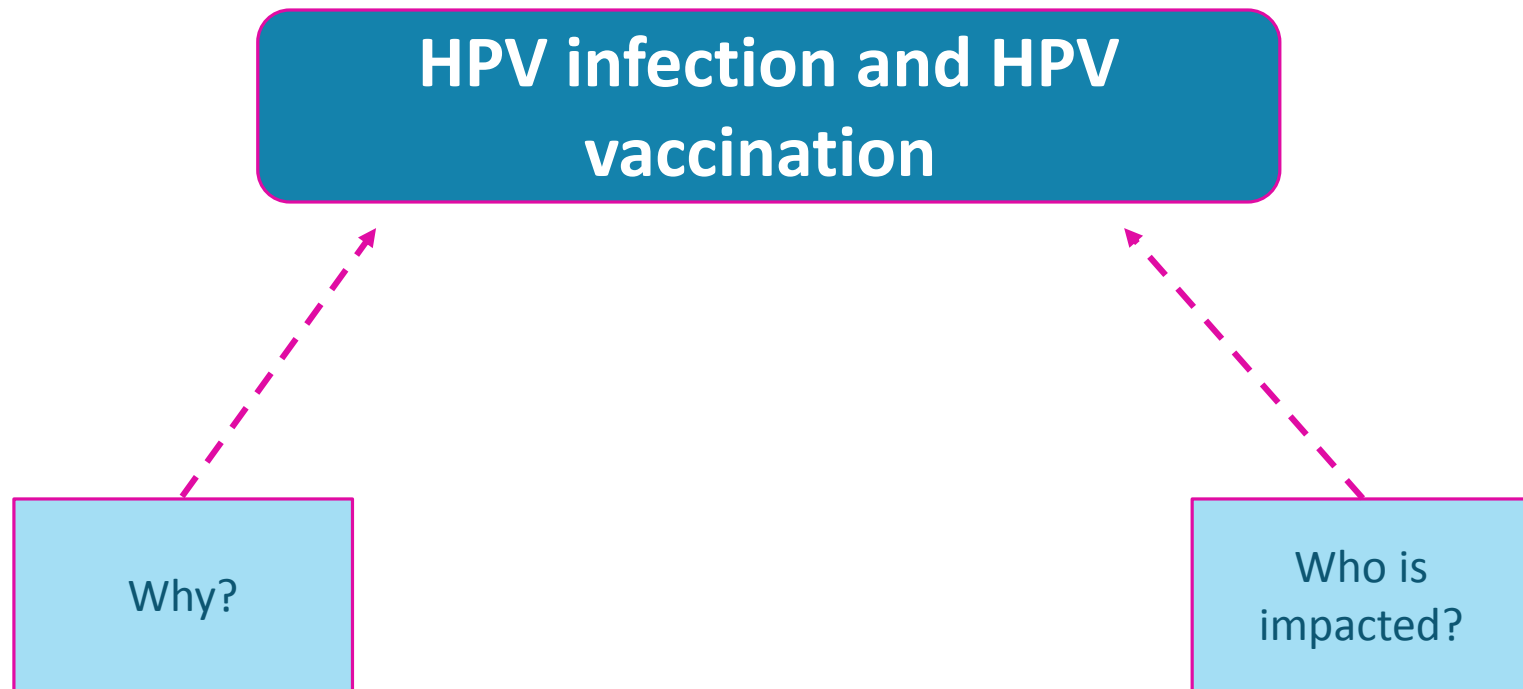 HPV infection and HPV
vaccination
Why?
Who is
impacted?